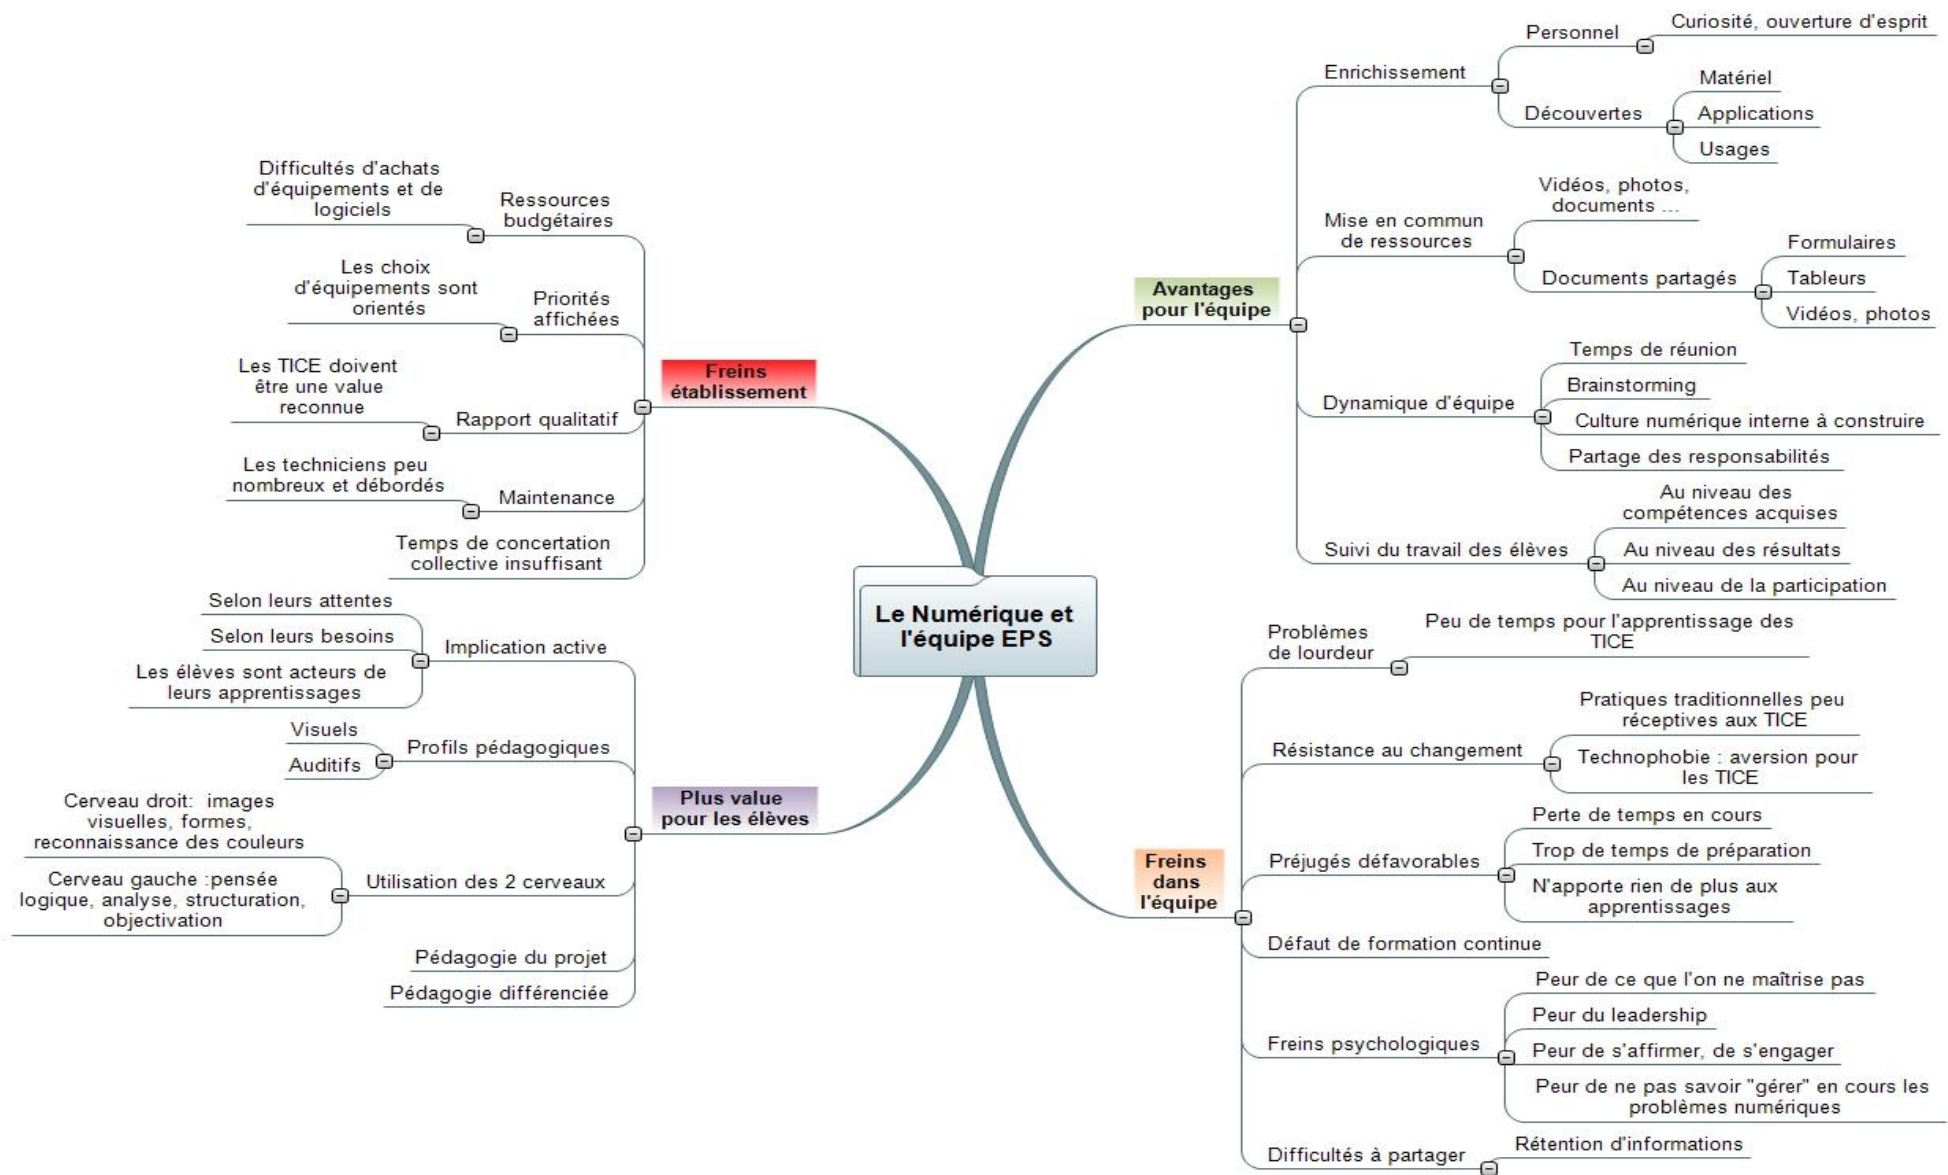 Le Numérique et
l'équipe EPS
Avantages
pour l'équipe
Enrichissement
Personnel
Curiosité, ouverture d'esprit
Découvertes
Matériel
Applications
Usages
Mise en commun
de ressources
Vidéos, photos,
documents ...
Documents partagés
Formulaires
Tableurs
Vidéos, photos
Dynamique d'équipe
Temps de réunion
Brainstorming
Culture numérique interne à construire
Partage des responsabilités
Suivi du travail des élèves
Au niveau des
compétences acquises
Au niveau des résultats
Au niveau de la participation
Freins
dans
l'équipe
Problèmes
de lourdeur
Peu de temps pour l'apprentissage des
TICE
Résistance au changement
Pratiques traditionnelles peu
réceptives aux TICE
Technophobie : aversion pour
les TICE
Préjugés défavorables
Perte de temps en cours
Trop de temps de préparation
N'apporte rien de plus aux
apprentissages
Défaut de formation continue
Freins psychologiques
Peur de ce que l'on ne maîtrise pas
Peur du leadership
Peur de s'affirmer, de s'engager
Peur de ne pas savoir "gérer" en cours les
problèmes numériques
Difficultés à partager
Rétention d'informations
Freins
établissement
Ressources
budgétaires
Difficultés d'achats
d'équipements et de
logiciels
Priorités
affichées
Les choix
d'équipements sont
orientés
Rapport qualitatif
Les TICE doivent
être une value
reconnue
Maintenance
Les techniciens peu
nombreux et débordés
Temps de concertation
collective insuffisant
Plus value
pour les élèves
Implication active
Selon leurs attentes
Selon leurs besoins
Les élèves sont acteurs de
leurs apprentissages
Profils pédagogiques
Visuels
Auditifs
Utilisation des 2 cerveaux
Cerveau droit:  images
visuelles, formes,
reconnaissance des couleurs
Cerveau gauche :pensée
logique, analyse, structuration,
objectivation
Pédagogie du projet
Pédagogie différenciée